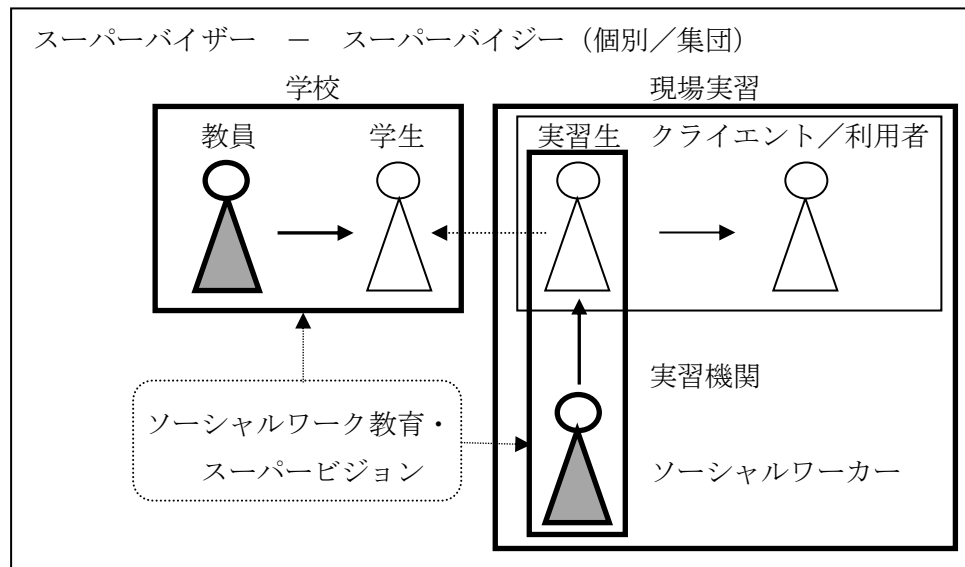 スーパーバイザー － スーパーバイジー（個別／集団）
学校
現場実習
教員
学生
実習生
クライエント／利用者
実習機関
ソーシャルワーク教育・
スーパービジョン
ソーシャルワーカー